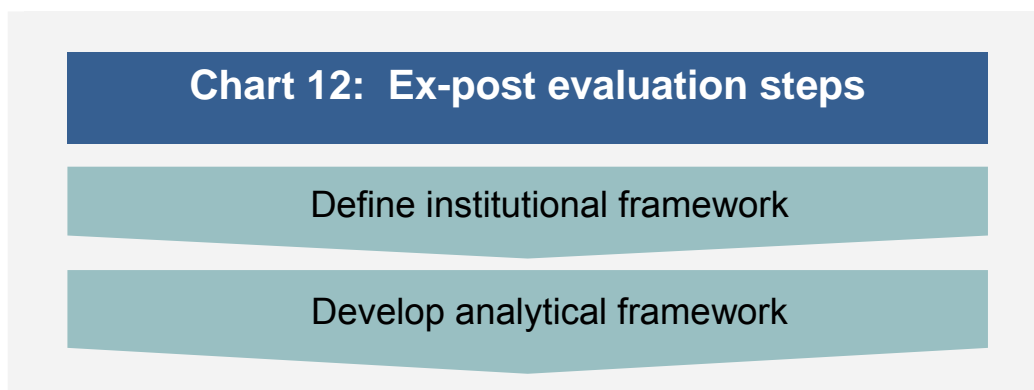 Chart 12:  Ex-post evaluation steps
Define institutional framework
Develop analytical framework